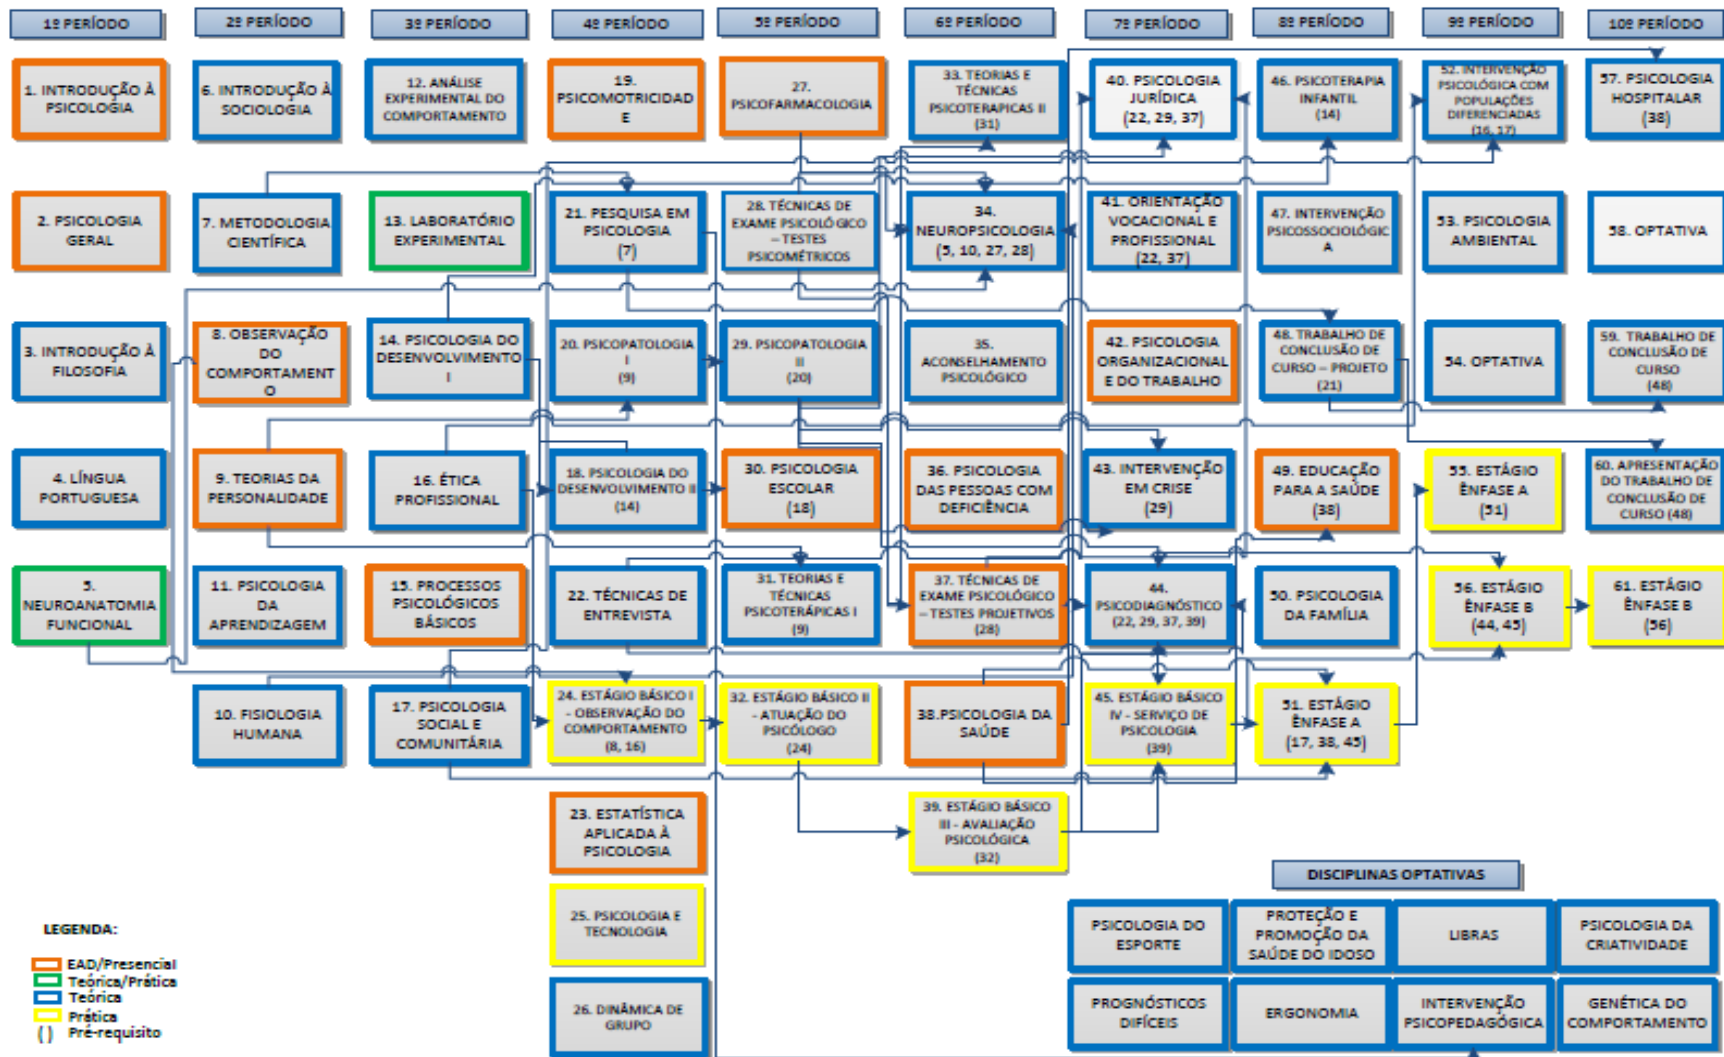 1º PERÍODO
2º PERÍODO
3º PERÍODO
4º PERÍODO
5º PERÍODO
6º PERÍODO
7º PERÍODO
8º PERÍODO
9º PERÍODO
10º PERÍODO
1. INTRODUÇÃO À
PSICOLOGIA
6. INTRODUÇÃO À
SOCIOLOGIA
12. ANÁLISE
EXPERIMENTAL DO
COMPORTAMENTO
19.
PSICOMOTRICIDAD
E
27.
PSICOFARMACOLOGIA
33. TEORIAS E
TÉCNICAS
PSICOTERAPICAS II
(31)
40. PSICOLOGIA
JURÍDICA
(22, 29, 37)
46. PSICOTERAPIA
INFANTIL
(14)
52. INTERVENÇÃO
PSICOLÓGICA COM
POPULAÇÕES
DIFERENCIADAS
(16, 17)
57. PSICOLOGIA
HOSPITALAR
(38)
2. PSICOLOGIA
GERAL
7. METODOLOGIA
CIENTÍFICA
13. LABORATÓRIO
EXPERIMENTAL
21. PESQUISA EM
PSICOLOGIA
(7)
28. TÉCNICAS DE
EXAME PSICOLÓGICO
– TESTES
PSICOMÉTRICOS
34.
NEUROPSICOLOGIA
(5, 10, 27, 28)
41. ORIENTAÇÃO
VOCACIONAL E
PROFISSIONAL
(22, 37)
47. INTERVENÇÃO
PSICOSSOCIOLÓGIC
A
53. PSICOLOGIA
AMBIENTAL
58. OPTATIVA
3. INTRODUÇÃO À
FILOSOFIA
8. OBSERVAÇÃO
DO
COMPORTAMENT
O
14. PSICOLOGIA DO
DESENVOLVIMENTO
I
20. PSICOPATOLOGIA
I
(9)
29. PSICOPATOLOGIA
II
(20)
35.
ACONSELHAMENTO
PSICOLÓGICO
42. PSICOLOGIA
ORGANIZACIONAL
E DO TRABALHO
48. TRABALHO DE
CONCLUSÃO DE
CURSO – PROJETO
(21)
54. OPTATIVA
59. TRABALHO DE
CONCLUSÃO DE
CURSO
(48)
4. LÍNGUA
PORTUGUESA
9. TEORIAS DA
PERSONALIDADE
16. ÉTICA
PROFISSIONAL
18. PSICOLOGIA DO
DESENVOLVIMENTO II
(14)
30. PSICOLOGIA
ESCOLAR
(18)
36. PSICOLOGIA
DAS PESSOAS COM
DEFICIÊNCIA
43. INTERVENÇÃO
EM CRISE
(29)
49. EDUCAÇÃO
PARA A SAÚDE
(38)
55. ESTÁGIO
ÊNFASE A
(51)
60. APRESENTAÇÃO
DO TRABALHO DE
CONCLUSÃO DE
CURSO (48)
5.
NEUROANATOMIA
FUNCIONAL
11. PSICOLOGIA
DA
APRENDIZAGEM
15. PROCESSOS
PSICOLÓGICOS
BÁSICOS
22. TÉCNICAS DE
ENTREVISTA
31. TEORIAS E
TÉCNICAS
PSICOTERÁPICAS I
(9)
37. TÉCNICAS DE
EXAME PSICOLÓGICO
– TESTES PROJETIVOS
(28)
44.
PSICODIAGNÓSTICO
(22, 29, 37, 39)
50. PSICOLOGIA
DA FAMÍLIA
56. ESTÁGIO
ÊNFASE B
(44, 45)
61. ESTÁGIO
ÊNFASE B
(56)
10. FISIOLOGIA
HUMANA
17. PSICOLOGIA
SOCIAL E
COMUNITÁRIA
24. ESTÁGIO BÁSICO I
- OBSERVAÇÃO DO
COMPORTAMENTO
(8, 16)
32. ESTÁGIO BÁSICO II
- ATUAÇÃO DO
PSICÓLOGO
(24)
38.PSICOLOGIA DA
SAÚDE
45. ESTÁGIO BÁSICO
IV - SERVIÇO DE
PSICOLOGIA
(39)
51. ESTÁGIO
ÊNFASE A
(17, 38, 45)
23. ESTATÍSTICA
APLICADA À
PSICOLOGIA
39. ESTÁGIO BÁSICO
III - AVALIAÇÃO
PSICOLÓGICA
(32)
25. PSICOLOGIA E
TECNOLOGIA
26. DINÂMICA DE
GRUPO
LEGENDA:
EAD/Presencial
Teórica/Prática
Teórica
Prática
( ) Pré-requisito
DISCIPLINAS OPTATIVAS
PSICOLOGIA DO
ESPORTE
PROTEÇÃO E
PROMOÇÃO DA
SAÚDE DO IDOSO
LIBRAS
PSICOLOGIA DA
CRIATIVIDADE
PROGNÓSTICOS
DIFÍCEIS
ERGONOMIA
INTERVENÇÃO
PSICOPEDAGÓGICA
GENÉTICA DO
COMPORTAMENTO